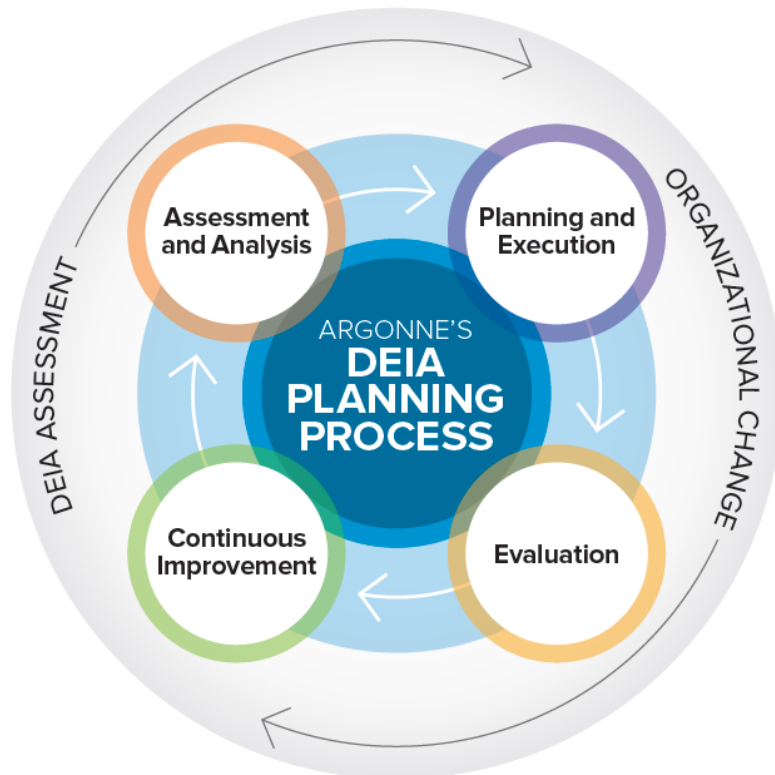 Assessment
and Analysis
Planning and
Execution
ARGONNE'S
DEIA
PLANNING
PROCESS
DEIA ASSESSMENT
ORGANIZATIONAL CHANGE
Continuous
Improvement
Evaluation